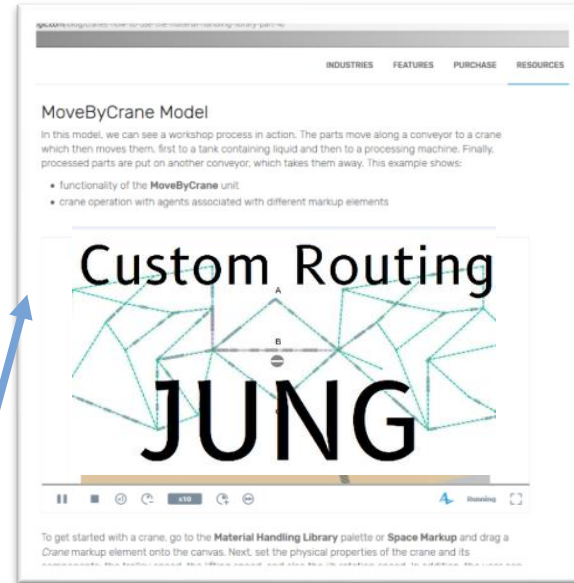 INDUSTRIES FEATURES PURCHASE RESOURCES
MoveByCrane Model
In this model, we can see a workshop process in action. The parts move along a conveyor to a crane
which then moves them, first to a tank containing liquid and then to a processing machine. Finally,
processed parts are put on another conveyor, which takes them away. This example shows:
• functionality of the MoveByCrane unit
• crane operation with agents associated with different markup elements
Custom Routing
A
B
JUNG
x10
Running
To get started with a crane, go to the Material Handling Library palette or Space Markup and drag a
Crane markup element onto the canvas. Next, set the physical properties of the crane and its